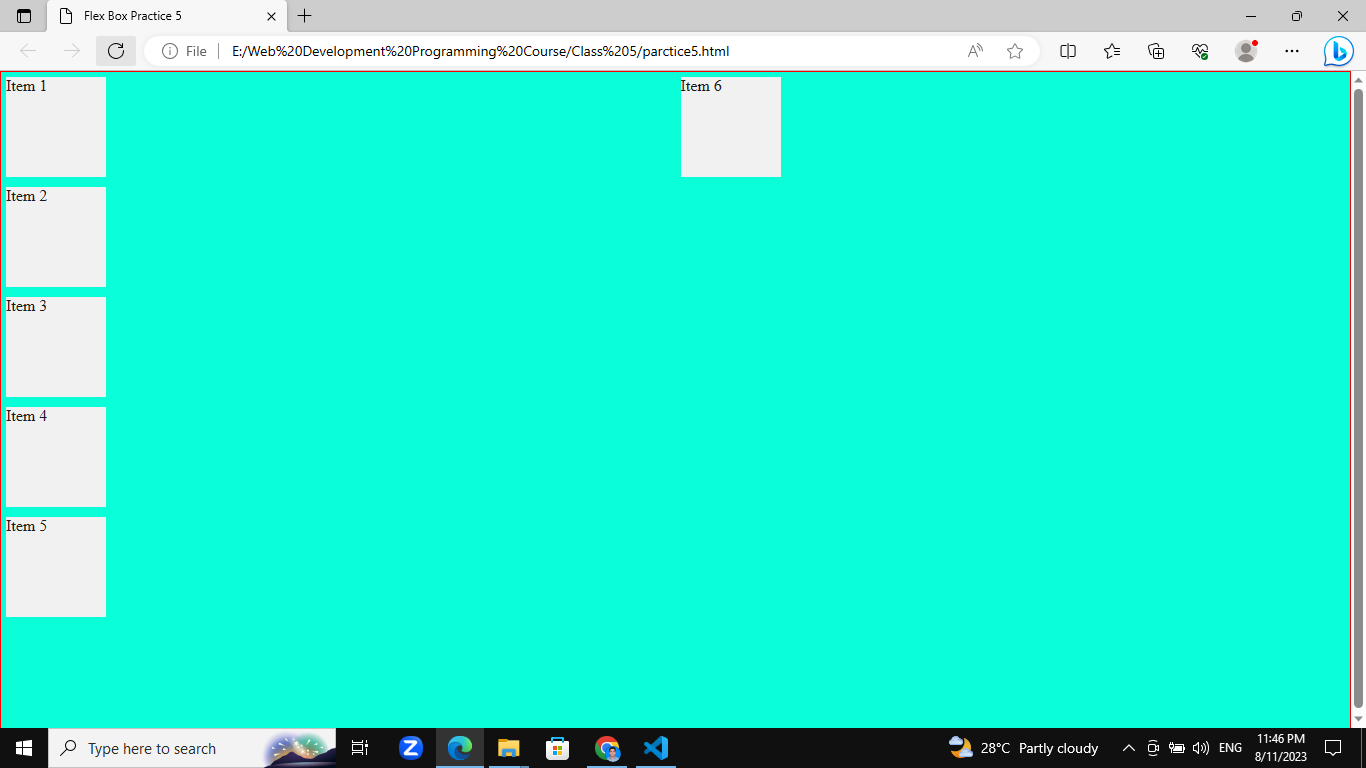 Flex Box Practice 5
File
E:/Web%20Development%20Programming%20Course/Class%205/parctice5.html
Item 1
Item 6
Item 2
Item 3
Item 4
Item 5
Type here to search
28°C Partly cloudy
ENG
11:46 PM
8/11/2023